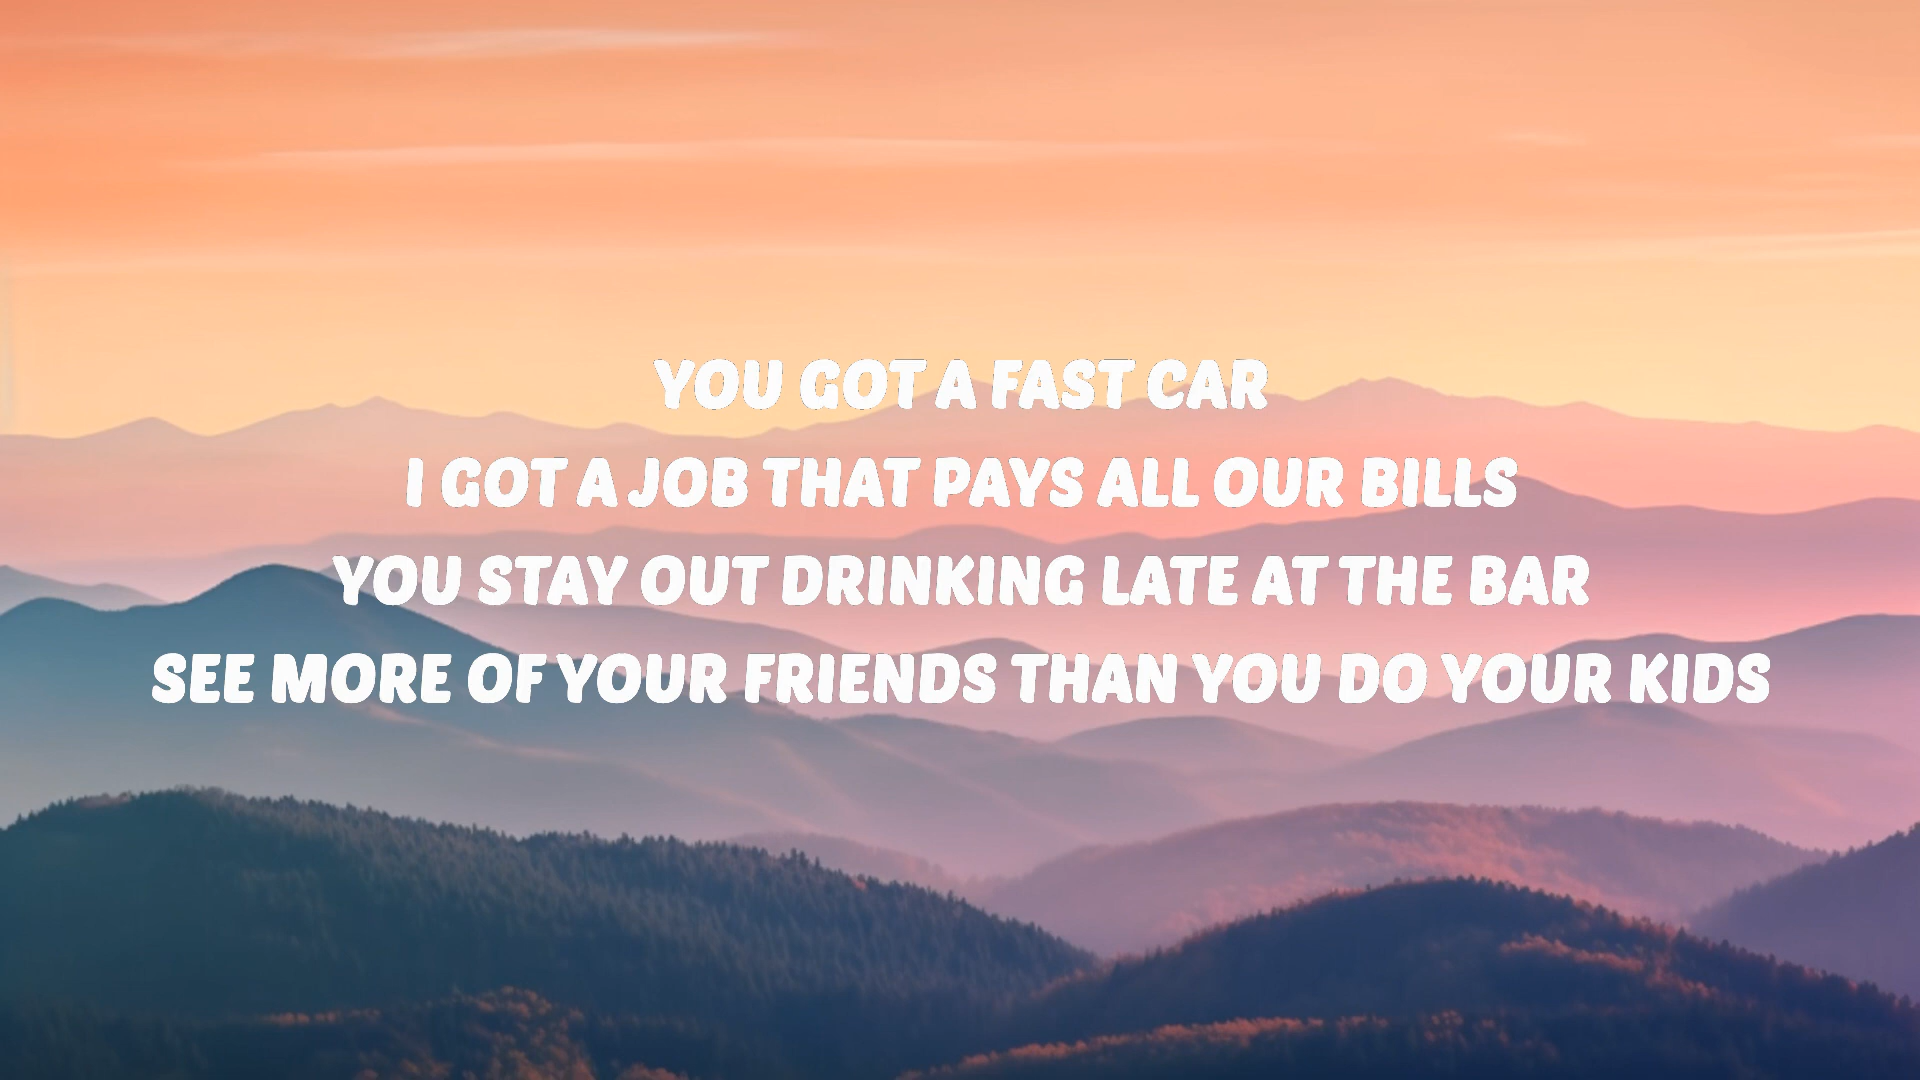 YOU GOT A FAST CAR
I GOT A JOB THAT PAYS ALL OUR BILLS
YOU STAY OUT DRINKING LATE AT THE BAR
SEE MORE OF YOUR FRIENDS THAN YOU DO YOUR KIDS